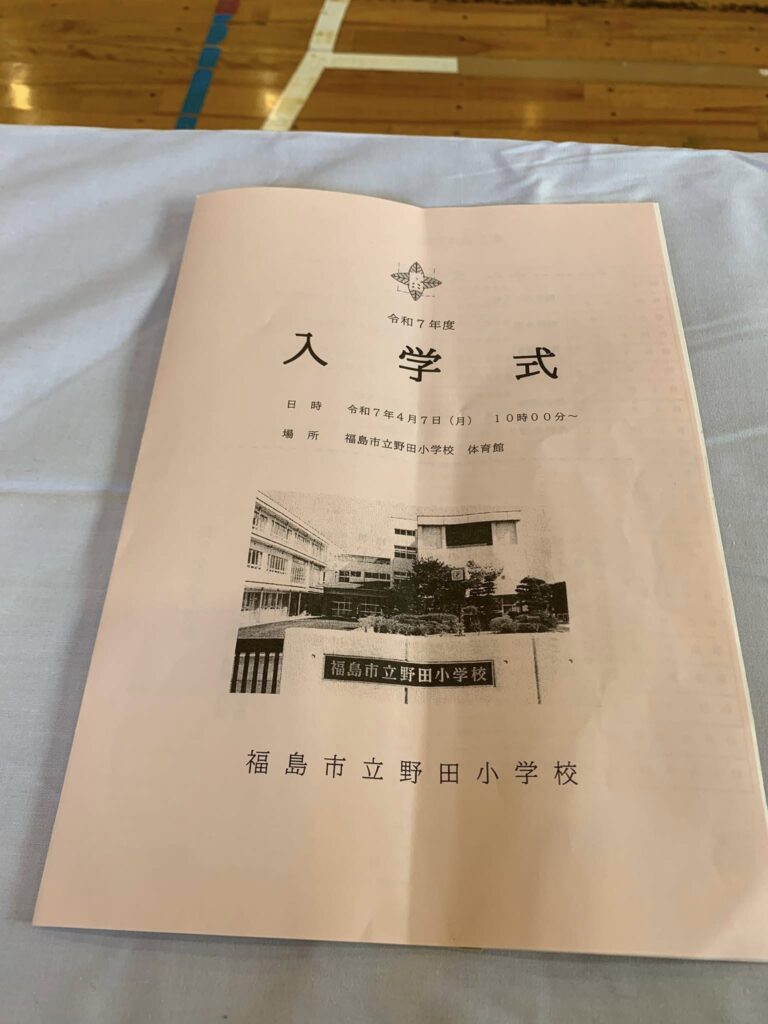 令和７年度
入学式
日時　令和７年４月７日（月）　１０時００分～
場所　福島市立野田小学校　体育館
福島市立野田小学校
福島市立野田小学校